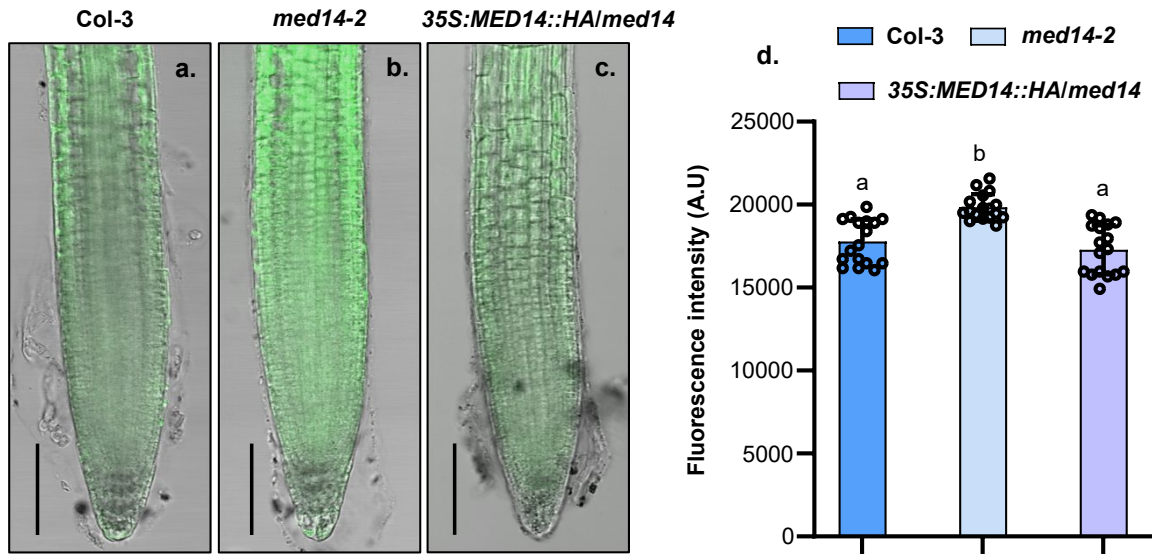 Col-3
med14-2
35S:MED14::HA/med14
a.
b.
c.
d.
Col-3
med14-2
35S:MED14::HA/med14
Fluorescence intensity (A.U)
25000
20000
15000
10000
5000
0
a
b
a